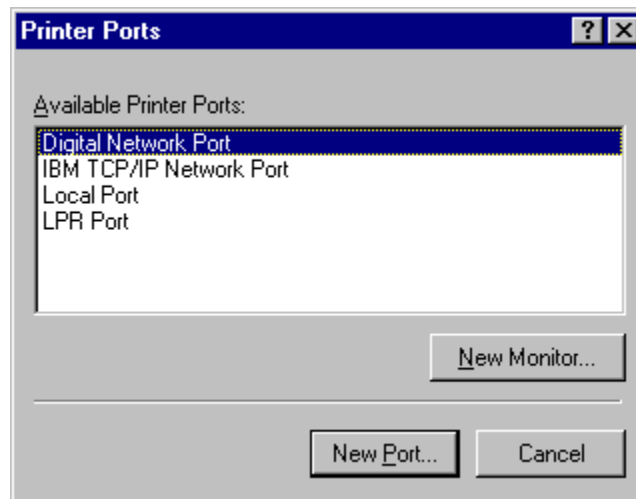 Printer Ports
Available Printer Ports:
Digital Network Port
IBM TCP/IP Network Port
Local Port
LPR Port
New Monitor...
New Port...
Cancel